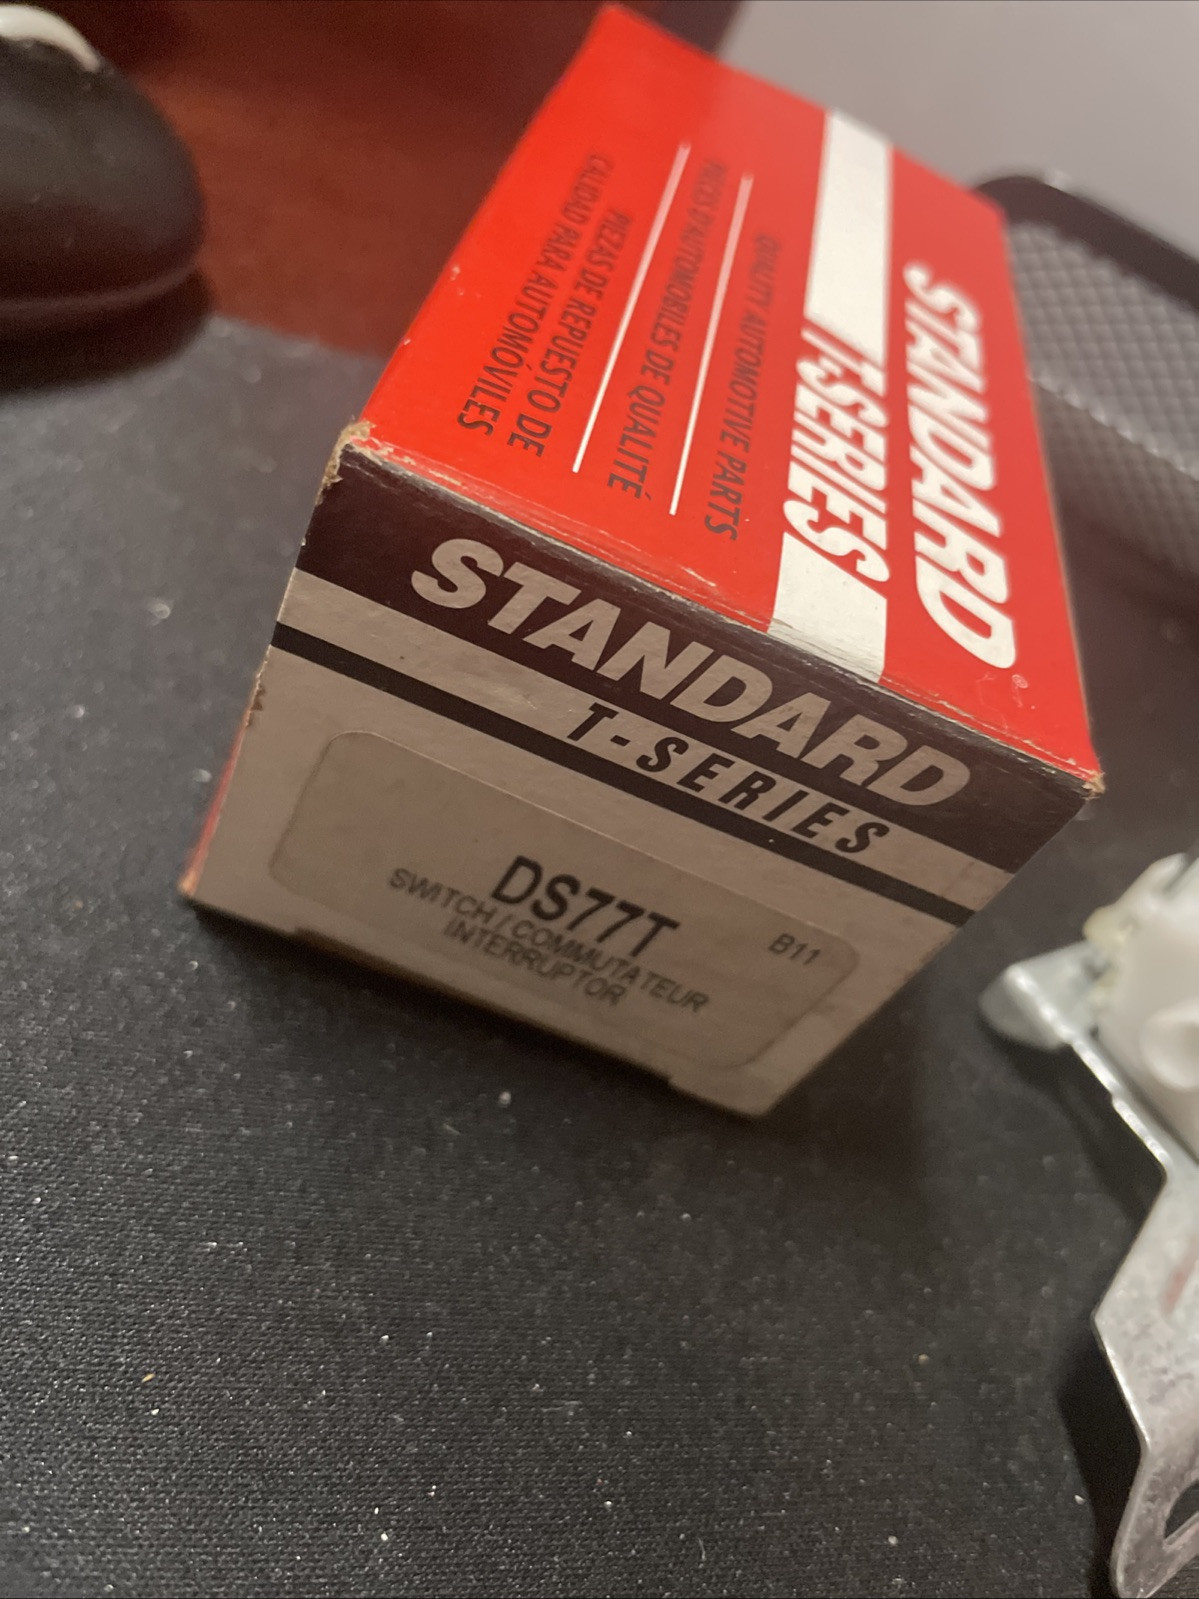 STANDARD®
T-SERIES
QUALITY AUTOMOTIVE PARTS
PIÈCES D'AUTOMOBILES DE QUALITÉ
PIEZAS DE REPUESTO DE
CALIDAD PARA AUTOMÓVILES
STANDARD
T-SERIES
DS77T
B11
SWITCH / COMMUTATEUR
INTERRUPTOR